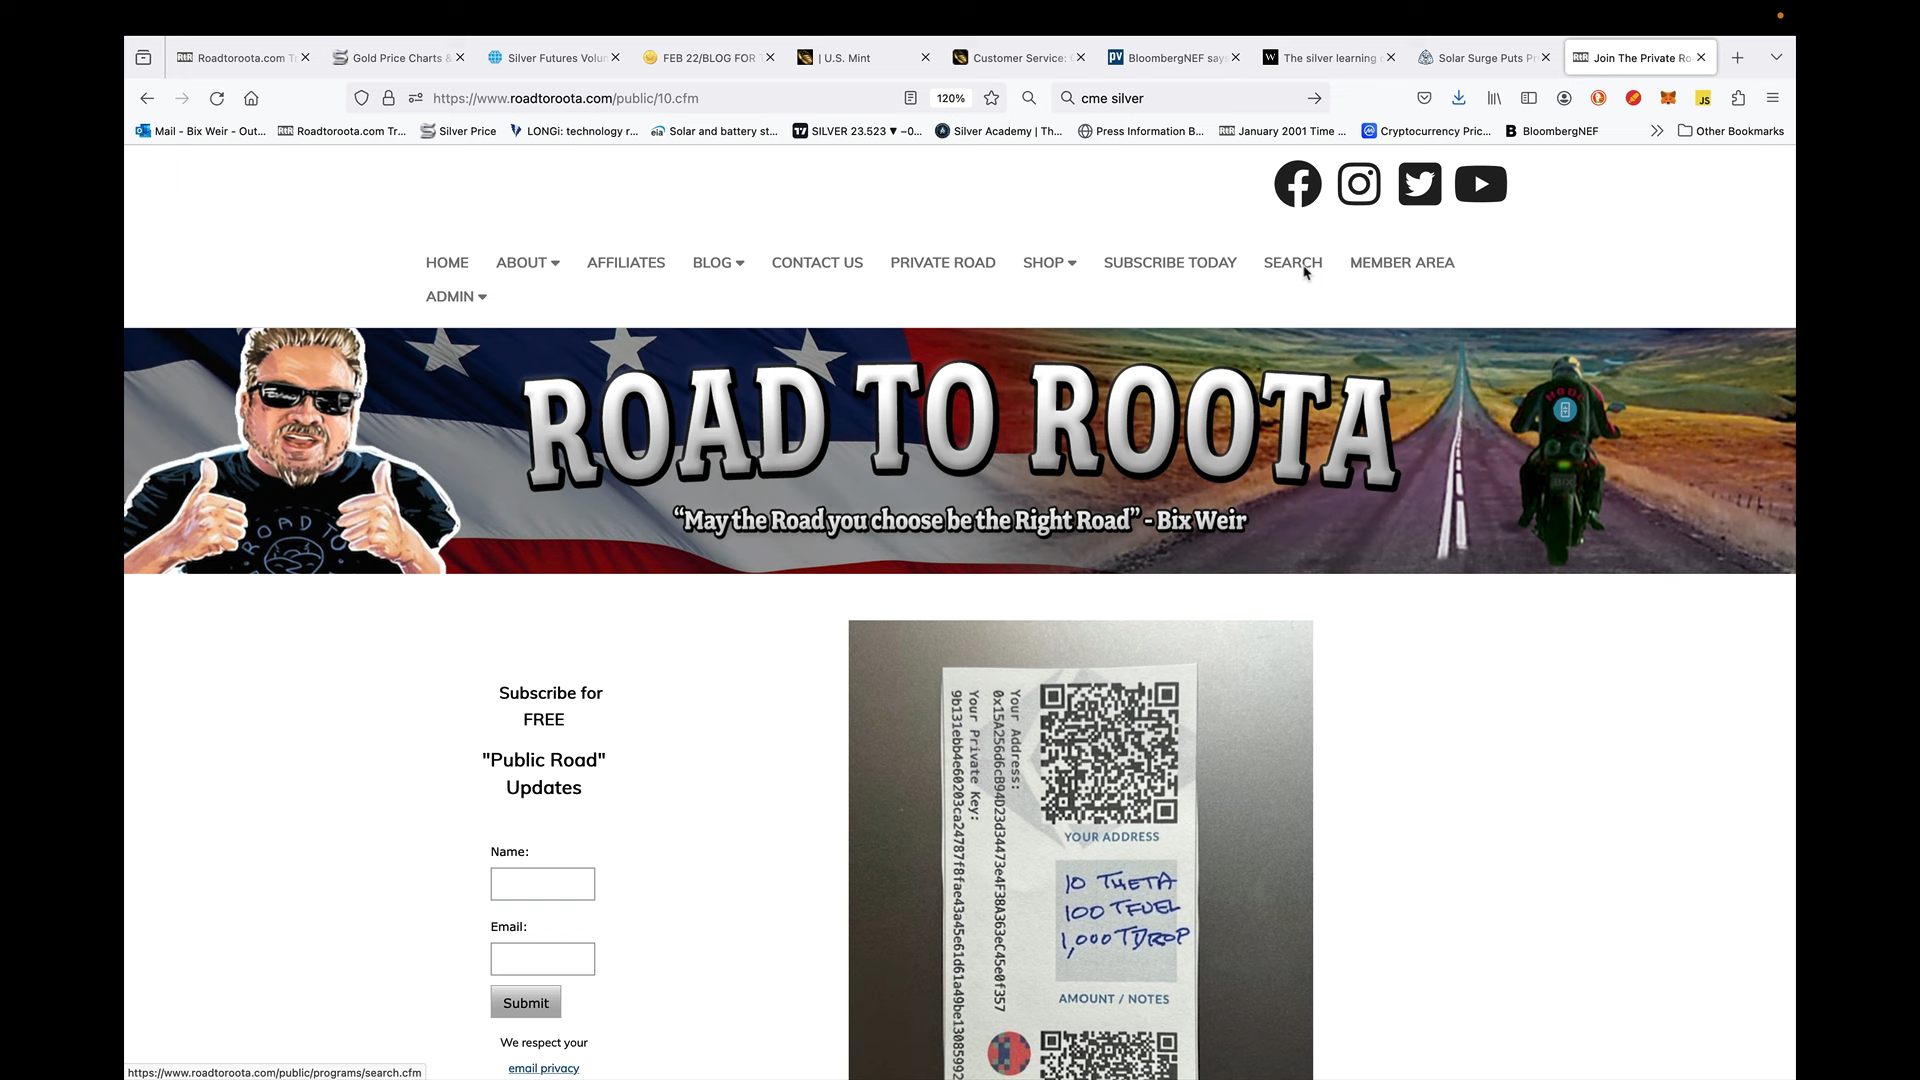 Roadtoroota.com Tr
Gold Price Charts &
Silver Futures Volu
FEB 22/BLOG FOR
| U.S. Mint
Customer Service: C
BloombergNEF say
The silver learning c
Solar Surge Puts P
Join The Private Ro
https://www.roadtoroota.com/public/10.cfm
120%
cme silver
Mail - Bix Weir - Out...
Roadtoroota.com Tr...
Silver Price
LONGi: technology r...
Solar and battery st...
SILVER 23.523 ▼ −0...
Silver Academy | Th...
Press Information B...
January 2001 Time ...
Cryptocurrency Pric...
BloombergNEF
Other Bookmarks
HOME ABOUT AFFILIATES BLOG CONTACT US PRIVATE ROAD SHOP SUBSCRIBE TODAY SEARCH MEMBER AREA
ADMIN
ROAD TO ROOTA
“May the Road you choose be the Right Road” - Bix Weir
Subscribe for
FREE
"Public Road"
Updates
Name:
Email:
Submit
We respect your
email privacy
Your Address:
Your Private Key:
YOUR ADDRESS
10 THETA
100 TFUEL
1,000 TDROP
AMOUNT / NOTES
https://www.roadtoroota.com/public/programs/search.cfm